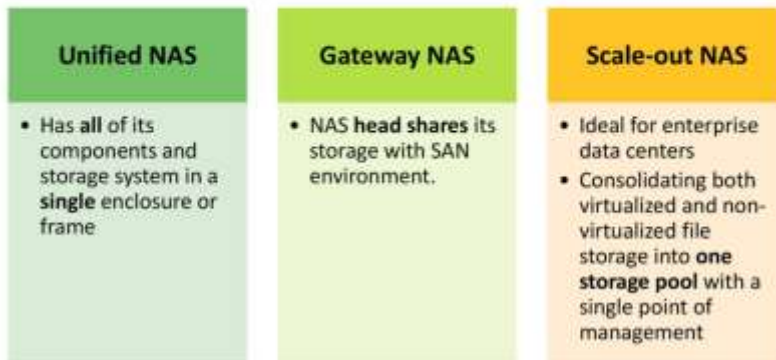 Unified NAS
• Has all of its
components and
storage system in a
single enclosure or
frame
Gateway NAS
• NAS head shares its
storage with SAN
environment.
Scale-out NAS
• Ideal for enterprise
data centers
• Consolidating both
virtualized and non-
virtualized file
storage into one
storage pool with a
single point of
management